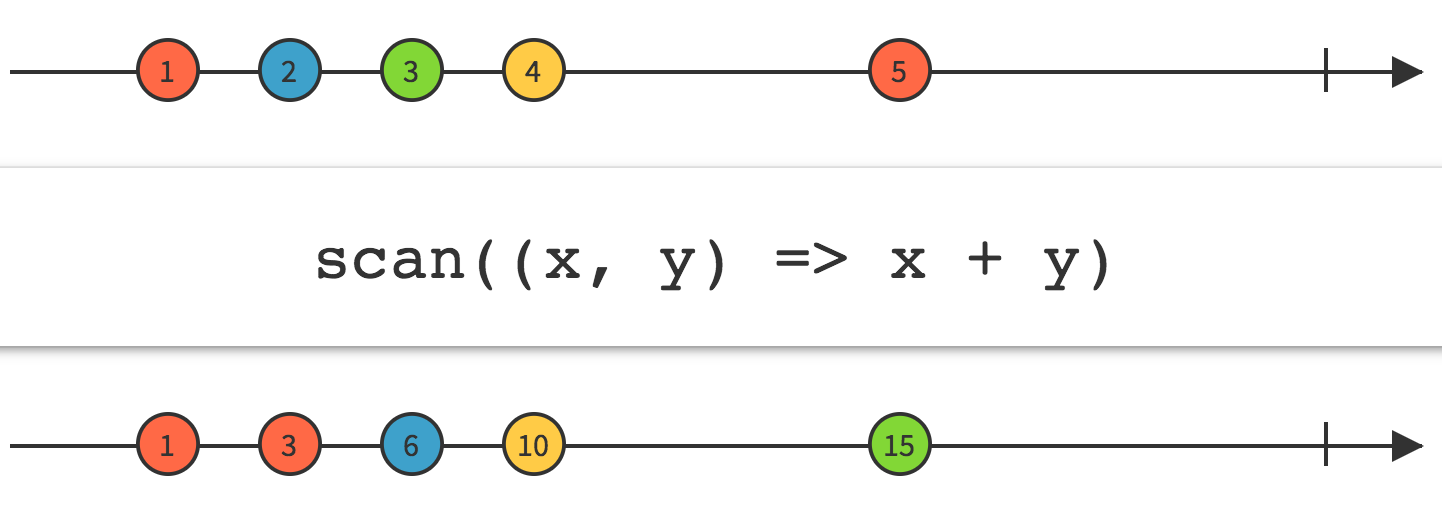 1 2 3 4 5
scan((x, y) => x + y)
1 3 6 10 15